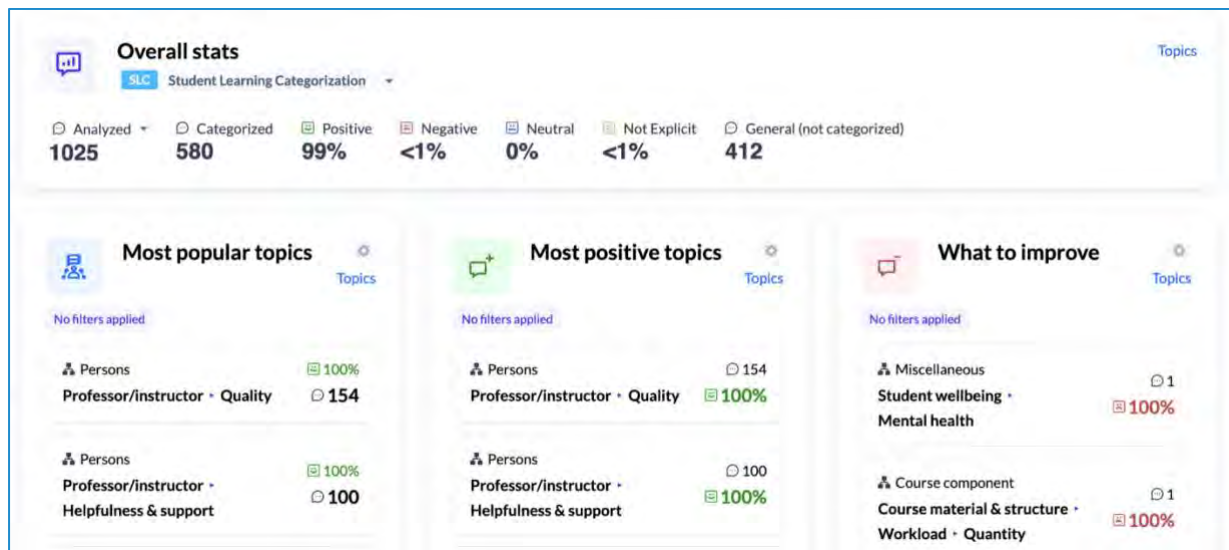 Overall stats
Topics
SLC Student Learning Categorization
Analyzed Categorized Positive Negative Neutral Not Explicit General (not categorized)
1025 580 99% <1% 0% <1% 412
Most popular topics
Topics
No filters applied
Persons 100%
Professor/instructor Quality 154
Persons 100%
Professor/instructor
Helpfulness & support 100
Most positive topics
Topics
No filters applied
Persons 154
Professor/instructor Quality 100%
Persons 100
Professor/instructor
Helpfulness & support 100%
What to improve
Topics
No filters applied
Miscellaneous 1
Student wellbeing 100%
Mental health
Course component 1
Course material & structure 100%
Workload Quantity